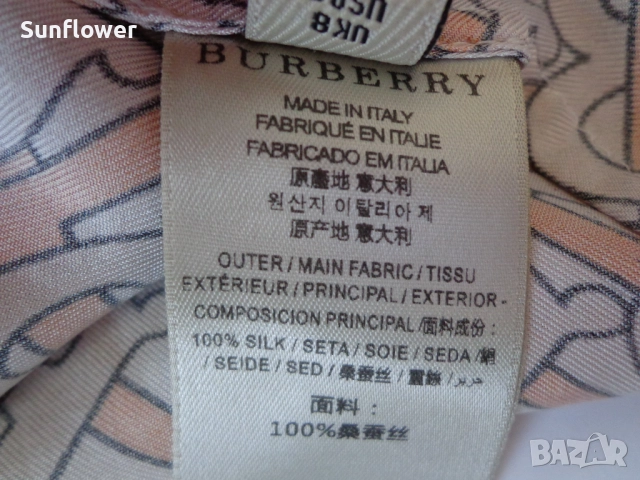 Sunflower
UK8
BURBERRY
MADE IN ITALY
FABRIQUÉ EN ITALIE
FABRICADO EM ITALIA
原產地 意大利
원산지 이탈리아 제
原产地 意大利
OUTER / MAIN FABRIC / TISSU
EXTÉRIEUR / PRINCIPAL / EXTERIOR-
COMPOSICION PRINCIPAL /面料成份 :
100% SILK / SETA / SOIE / SEDA /絹
/ SEIDE / SED / 桑蚕丝 / 蠶絲 / حرير /
面料 :
100%桑蚕丝
BAZAR